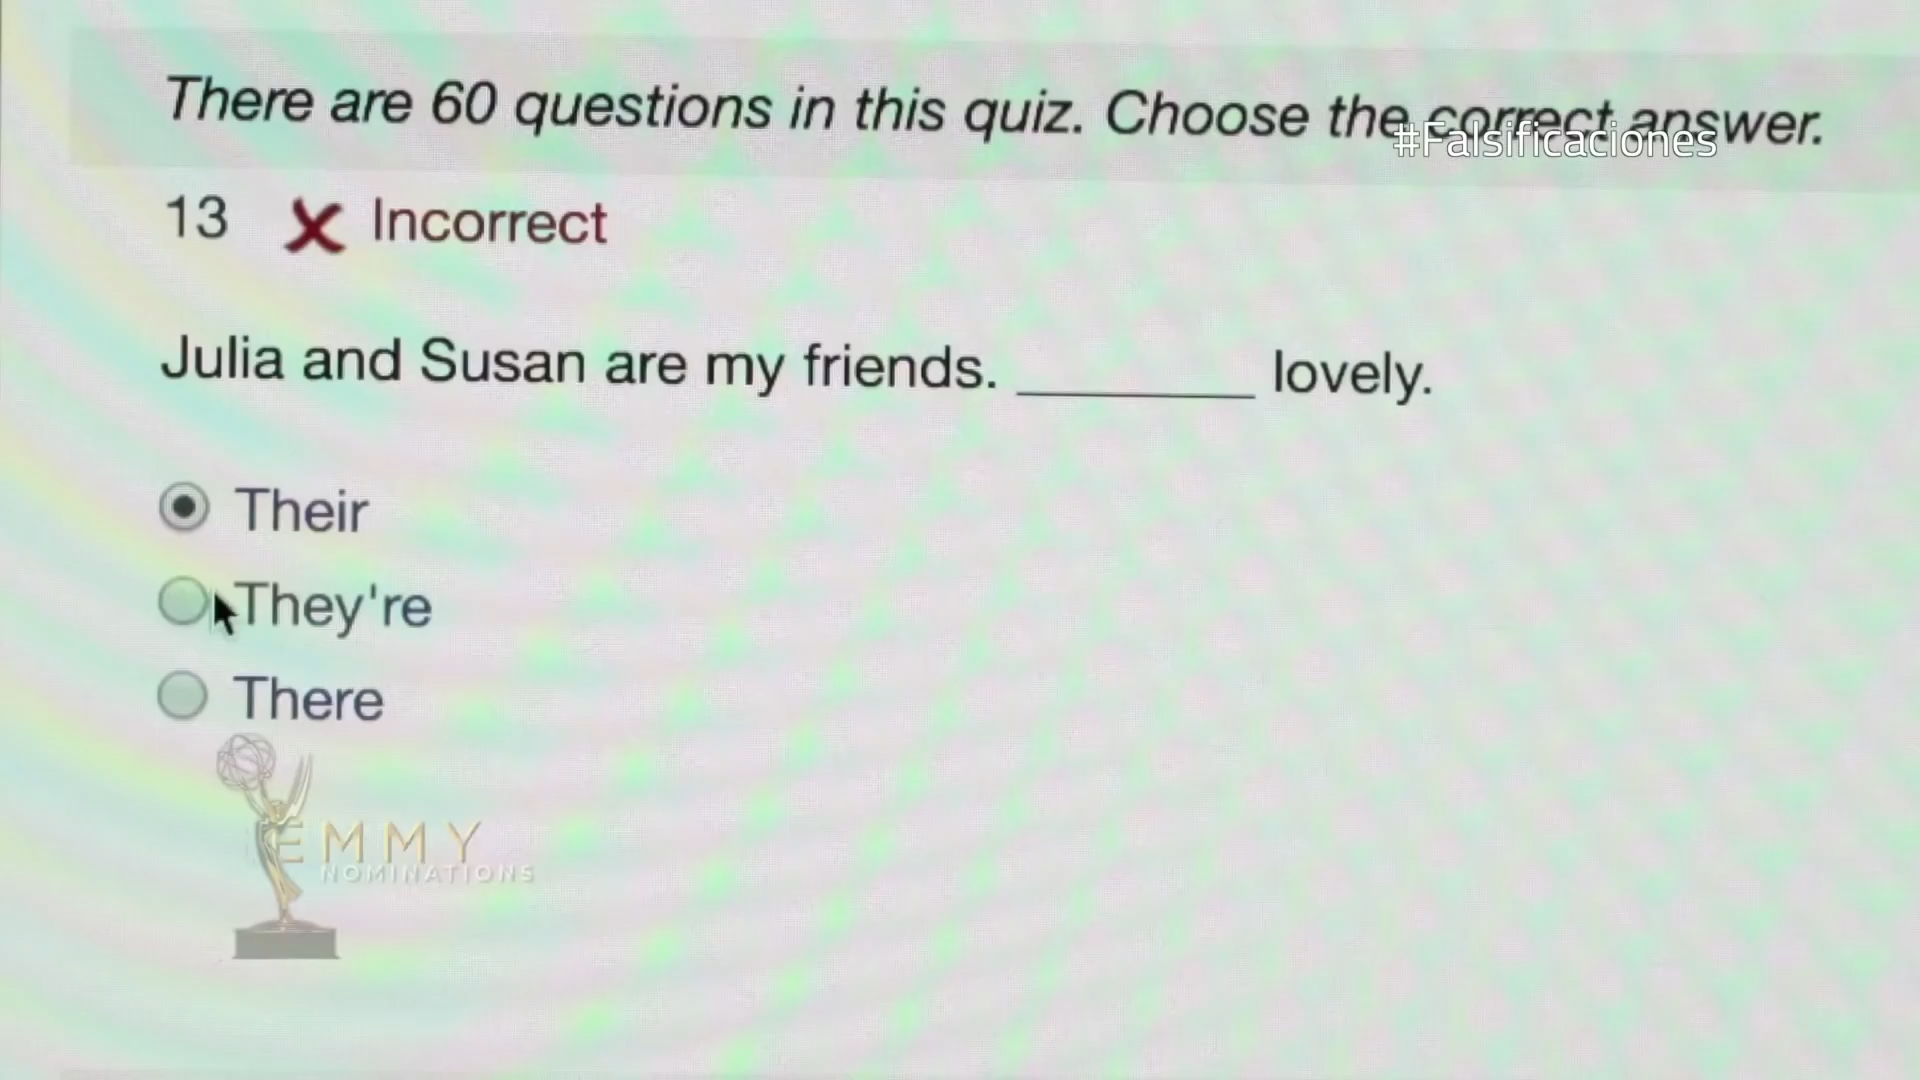 There are 60 questions in this quiz. Choose the correct answer.
#Falsificaciones
13 Incorrect
Julia and Susan are my friends. ________ lovely.
Their
They're
There
EMMY
NOMINATIONS